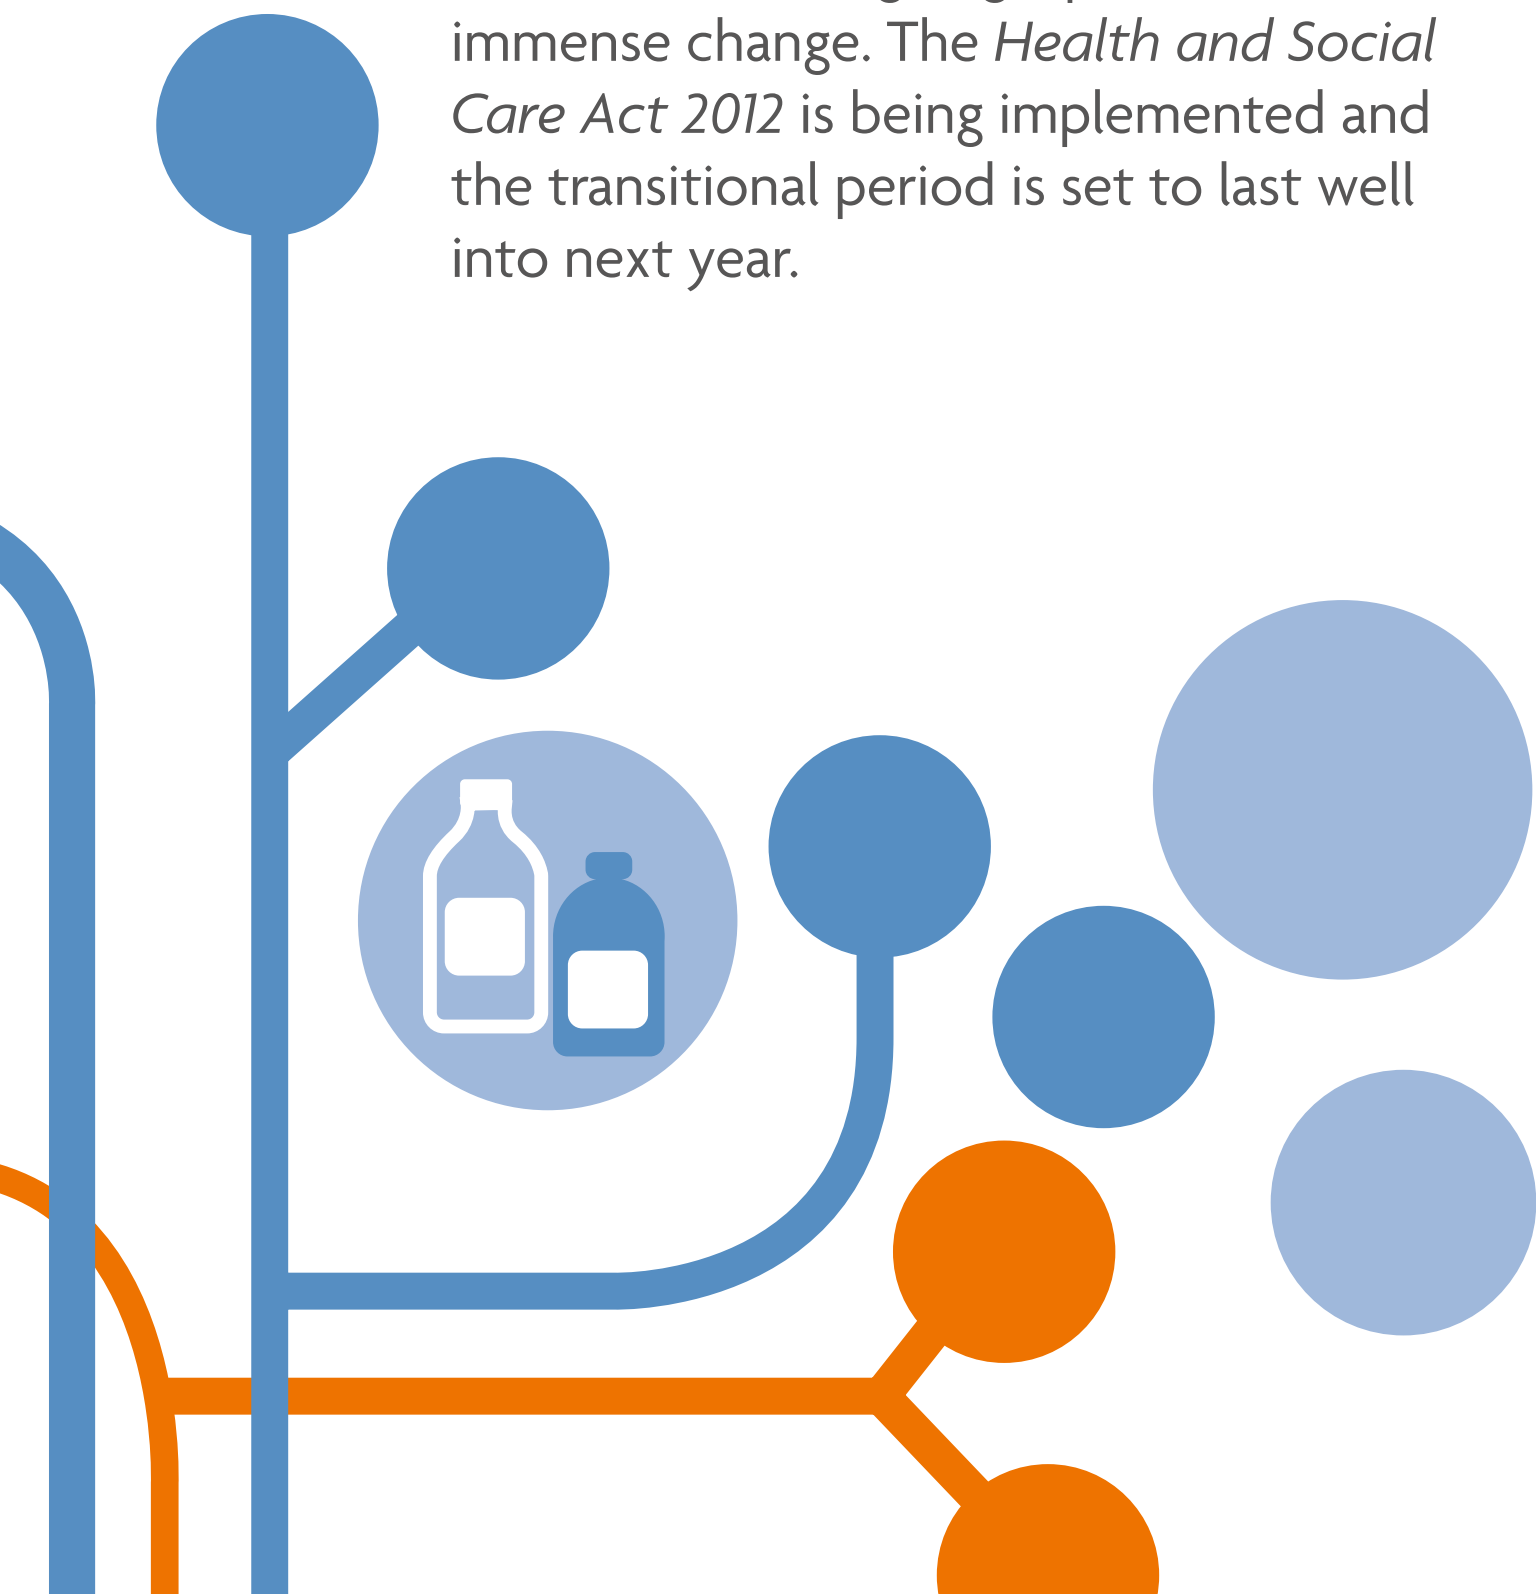 immense change. The Health and Social
Care Act 2012 is being implemented and
the transitional period is set to last well
into next year.